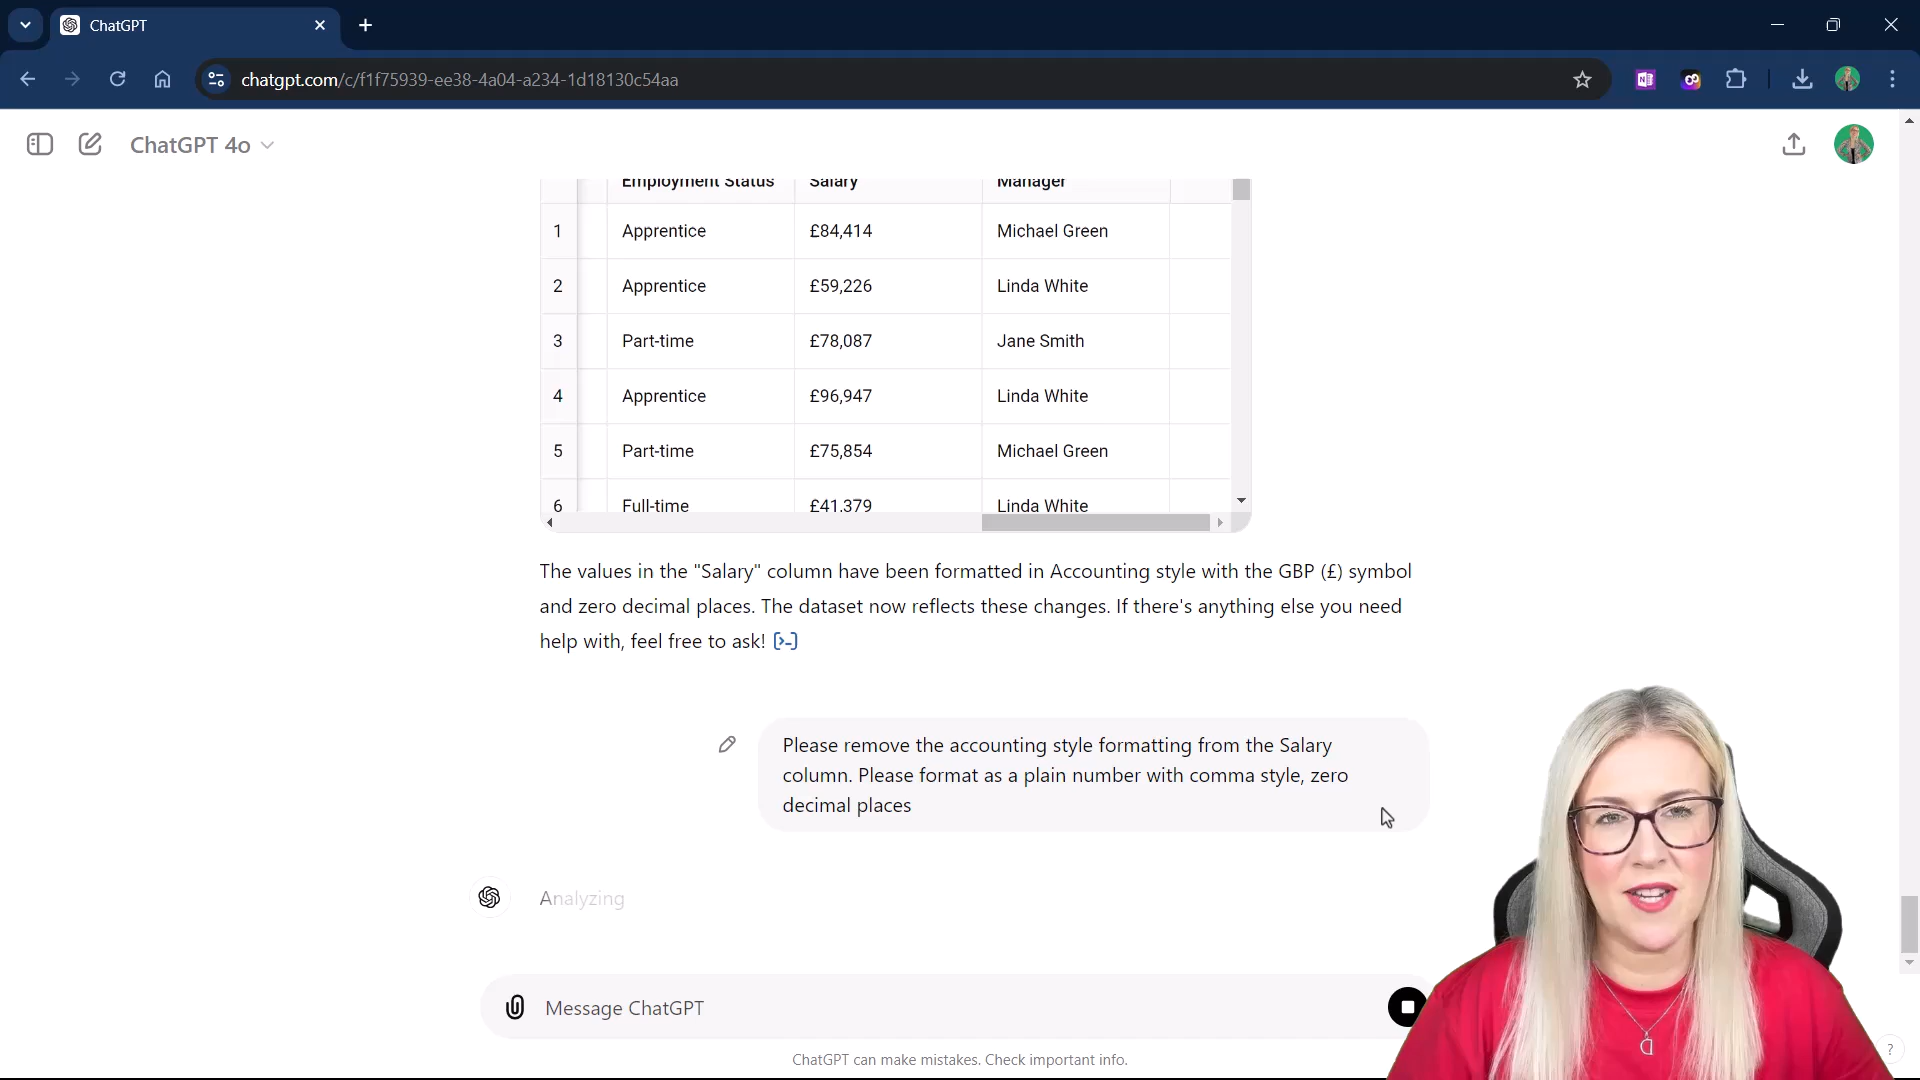 ChatGPT
chatgpt.com/c/f1f75939-ee38-4a04-a234-1d18130c54aa
ChatGPT 4o
Employment Status Salary Manager
1 Apprentice £84,414 Michael Green
2 Apprentice £59,226 Linda White
3 Part-time £78,087 Jane Smith
4 Apprentice £96,947 Linda White
5 Part-time £75,854 Michael Green
6 Full-time £41,379 Linda White
The values in the "Salary" column have been formatted in Accounting style with the GBP (£) symbol
and zero decimal places. The dataset now reflects these changes. If there's anything else you need
help with, feel free to ask! [>-]
Please remove the accounting style formatting from the Salary
column. Please format as a plain number with comma style, zero
decimal places
Analyzing
Message ChatGPT
ChatGPT can make mistakes. Check important info.
?